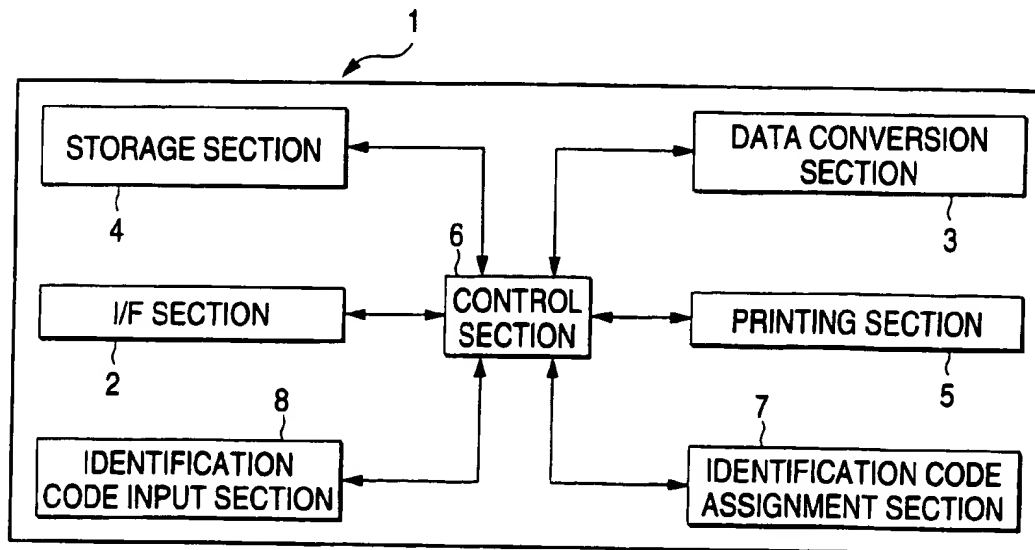 1
STORAGE SECTION
4
DATA CONVERSION
SECTION
3
6
CONTROL
SECTION
I/F SECTION
2
PRINTING SECTION
5
8
IDENTIFICATION
CODE INPUT SECTION
7
IDENTIFICATION CODE
ASSIGNMENT SECTION